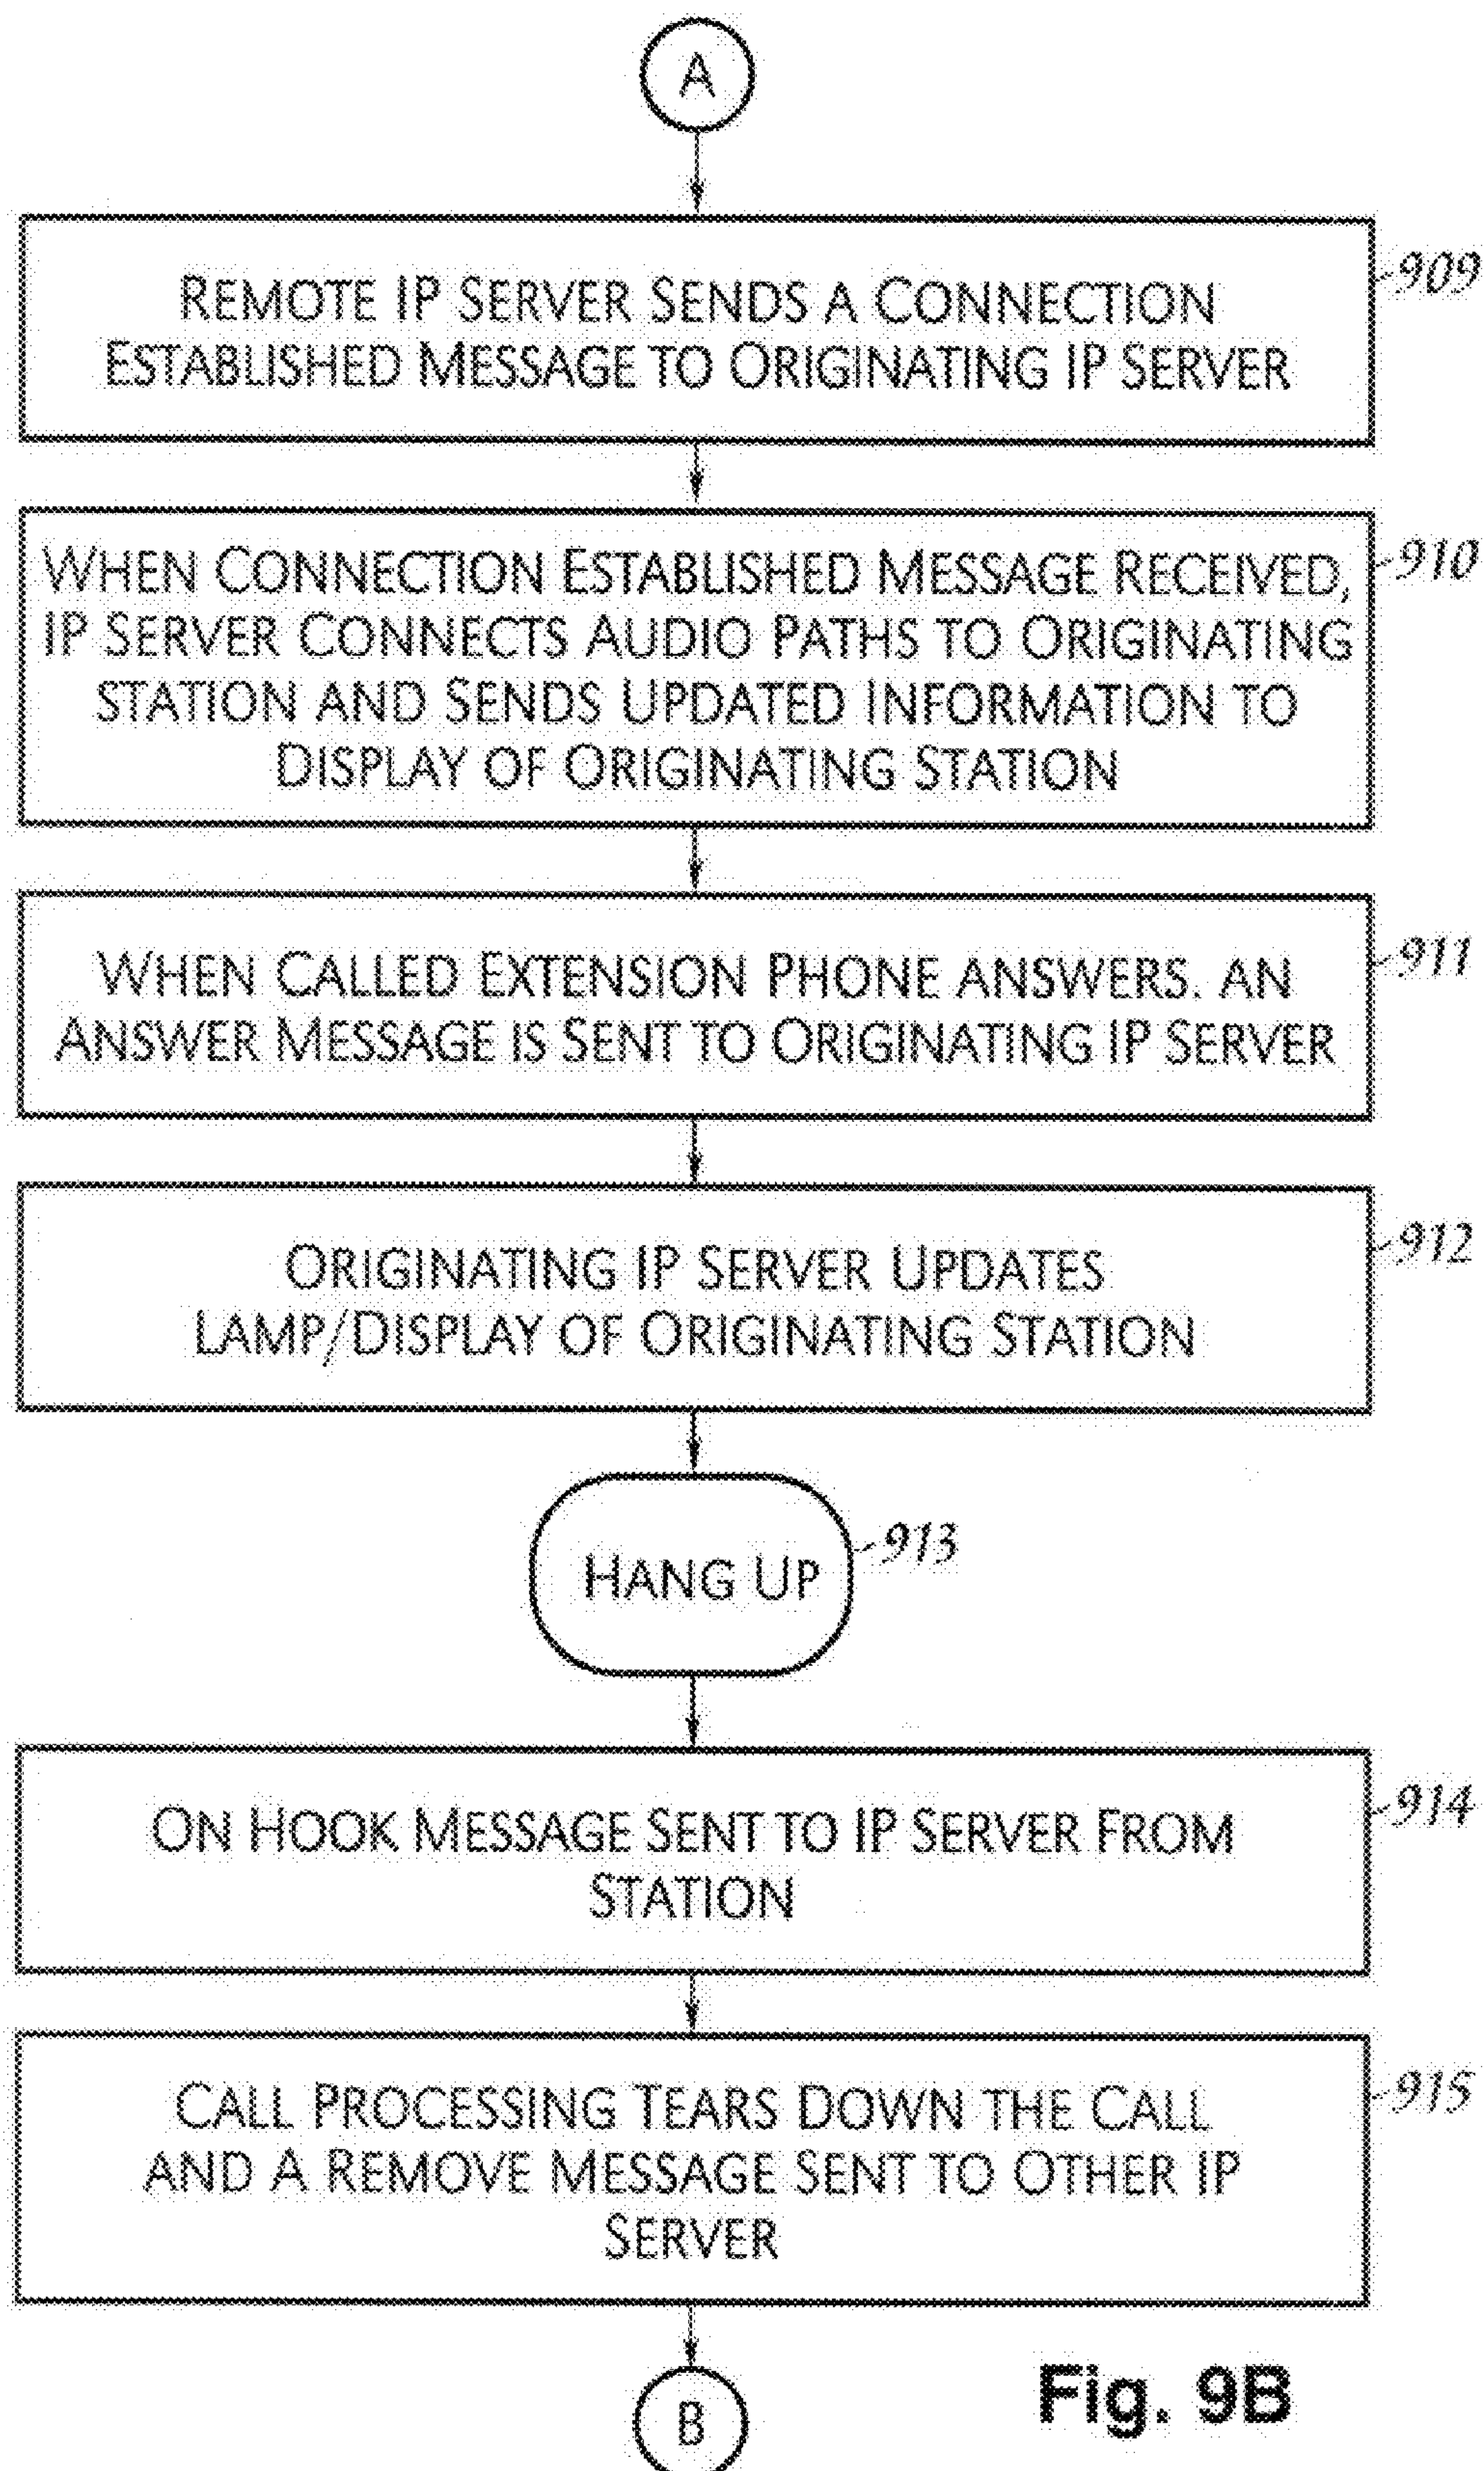 A
REMOTE IP SERVER SENDS A CONNECTION
ESTABLISHED MESSAGE TO ORIGINATING IP SERVER
909
WHEN CONNECTION ESTABLISHED MESSAGE RECEIVED,
IP SERVER CONNECTS AUDIO PATHS TO ORIGINATING
STATION AND SENDS UPDATED INFORMATION TO
DISPLAY OF ORIGINATING STATION
910
WHEN CALLED EXTENSION PHONE ANSWERS. AN
ANSWER MESSAGE IS SENT TO ORIGINATING IP SERVER
911
ORIGINATING IP SERVER UPDATES
LAMP/DISPLAY OF ORIGINATING STATION
912
HANG UP
913
ON HOOK MESSAGE SENT TO IP SERVER FROM
STATION
914
CALL PROCESSING TEARS DOWN THE CALL
AND A REMOVE MESSAGE SENT TO OTHER IP
SERVER
915
B
Fig. 9B